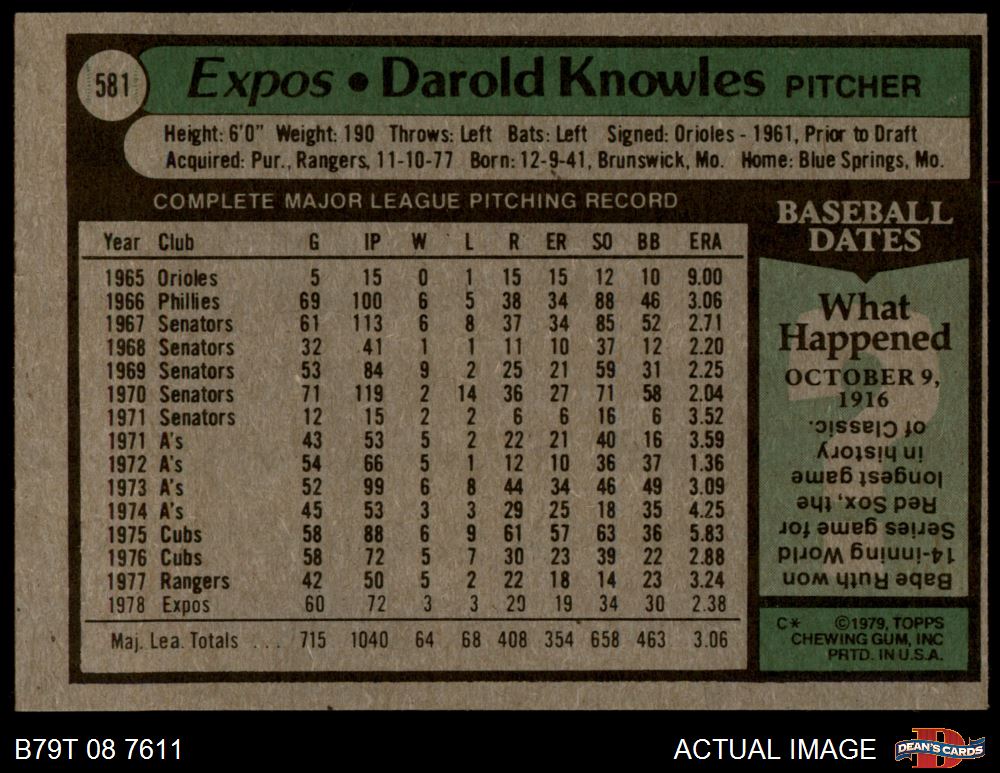 581 Expos • Darold Knowles PITCHER
Height: 6'0" Weight: 190 Throws: Left Bats: Left Signed: Orioles - 1961, Prior to Draft
Acquired: Pur., Rangers, 11-10-77 Born: 12-9-41, Brunswick, Mo. Home: Blue Springs, Mo.
COMPLETE MAJOR LEAGUE PITCHING RECORD
Year Club G IP W L R ER SO BB ERA
1965 Orioles 5 15 0 1 15 15 12 10 9.00
1966 Phillies 69 100 6 5 38 34 88 46 3.06
1967 Senators 61 113 6 8 37 34 85 52 2.71
1968 Senators 32 41 1 1 11 10 37 12 2.20
1969 Senators 53 84 9 2 25 21 59 31 2.25
1970 Senators 71 119 2 14 36 27 71 58 2.04
1971 Senators 12 15 2 2 6 6 16 6 3.52
1971 A's 43 53 5 2 22 21 40 16 3.59
1972 A's 54 66 5 1 12 10 36 37 1.36
1973 A's 52 99 6 8 44 34 46 49 3.09
1974 A's 45 53 3 3 29 25 18 35 4.25
1975 Cubs 58 88 6 9 61 57 63 36 5.83
1976 Cubs 58 72 5 7 30 23 39 22 2.88
1977 Rangers 42 50 5 2 22 18 14 23 3.24
1978 Expos 60 72 3 3 20 19 34 30 2.38
Maj. Lea. Totals . . . 715 1040 64 68 408 354 658 463 3.06
BASEBALL
DATES
What
Happened
OCTOBER 9,
1916
Babe Ruth won
14-inning World
Series game for
Red Sox, the
longest game
in history
of Classic.
C* ©1979, TOPPS
CHEWING GUM, INC
PRTD. IN U.S.A.
B79T 08 7611
ACTUAL IMAGE
D
DEAN'S CARDS